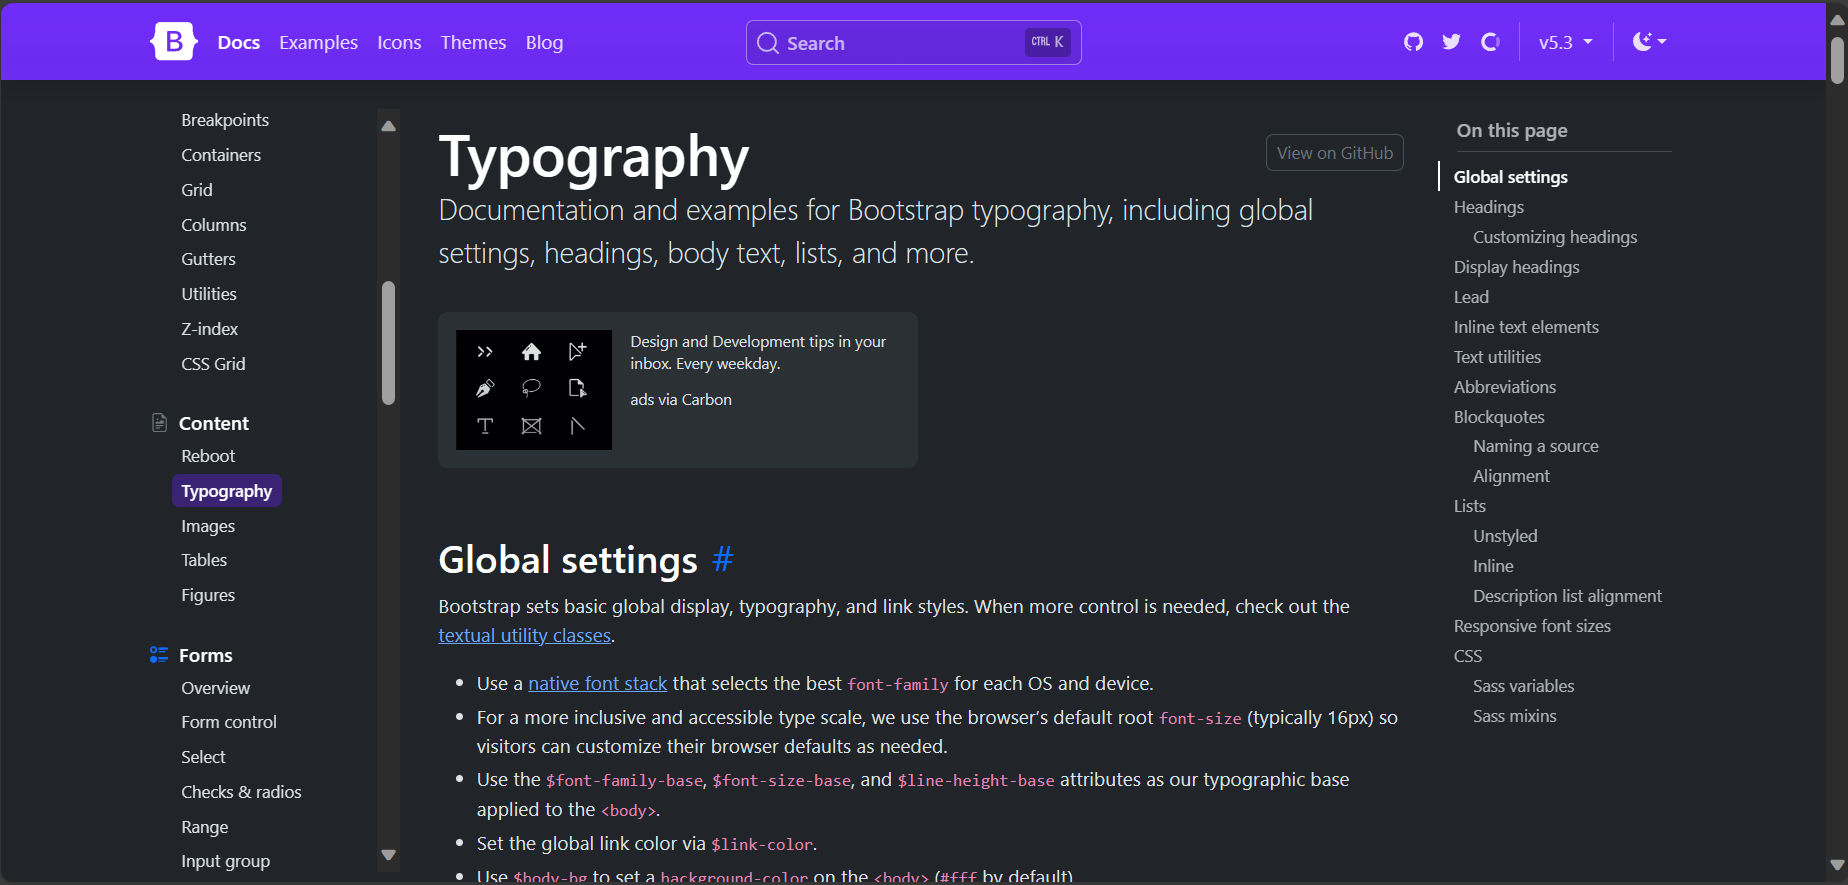 B Docs Examples Icons Themes Blog Search CTRL K v5.3
Breakpoints
Containers
Grid
Columns
Gutters
Utilities
Z-index
CSS Grid
Content
Reboot
Typography
Images
Tables
Figures
Forms
Overview
Form control
Select
Checks & radios
Range
Input group
Typography
View on GitHub
Documentation and examples for Bootstrap typography, including global
settings, headings, body text, lists, and more.
Design and Development tips in your
inbox. Every weekday.
ads via Carbon
Global settings #
Bootstrap sets basic global display, typography, and link styles. When more control is needed, check out the
textual utility classes.
Use a native font stack that selects the best font-family for each OS and device.
For a more inclusive and accessible type scale, we use the browser’s default root font-size (typically 16px) so
visitors can customize their browser defaults as needed.
Use the $font-family-base, $font-size-base, and $line-height-base attributes as our typographic base
applied to the <body>.
Set the global link color via $link-color.
Use $body-bg to set a background-color on the <body> (#fff by default)
On this page
Global settings
Headings
Customizing headings
Display headings
Lead
Inline text elements
Text utilities
Abbreviations
Blockquotes
Naming a source
Alignment
Lists
Unstyled
Inline
Description list alignment
Responsive font sizes
CSS
Sass variables
Sass mixins